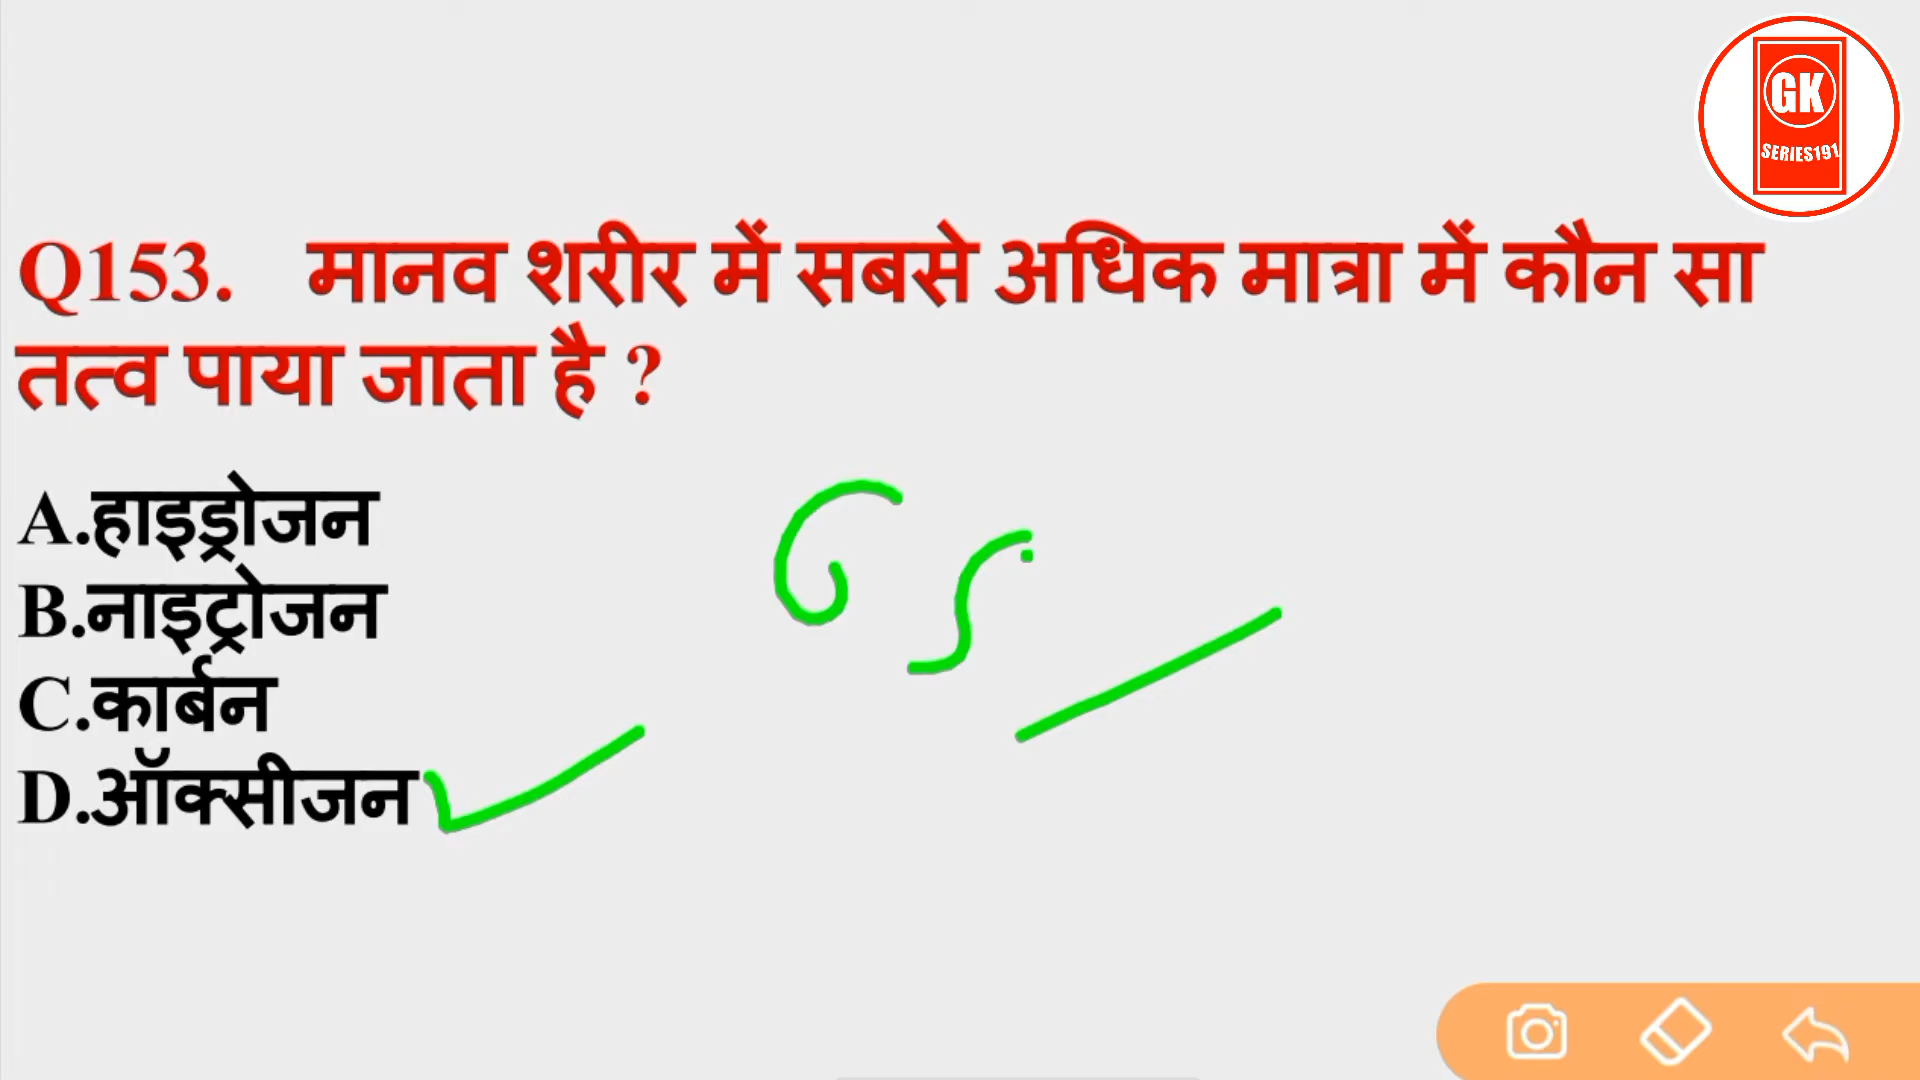 GK
SERIES191
Q153. मानव शरीर में सबसे अधिक मात्रा में कौन सा
तत्व पाया जाता है ?
A.हाइड्रोजन
B.नाइट्रोजन
C.कार्बन
D.ऑक्सीजन
65